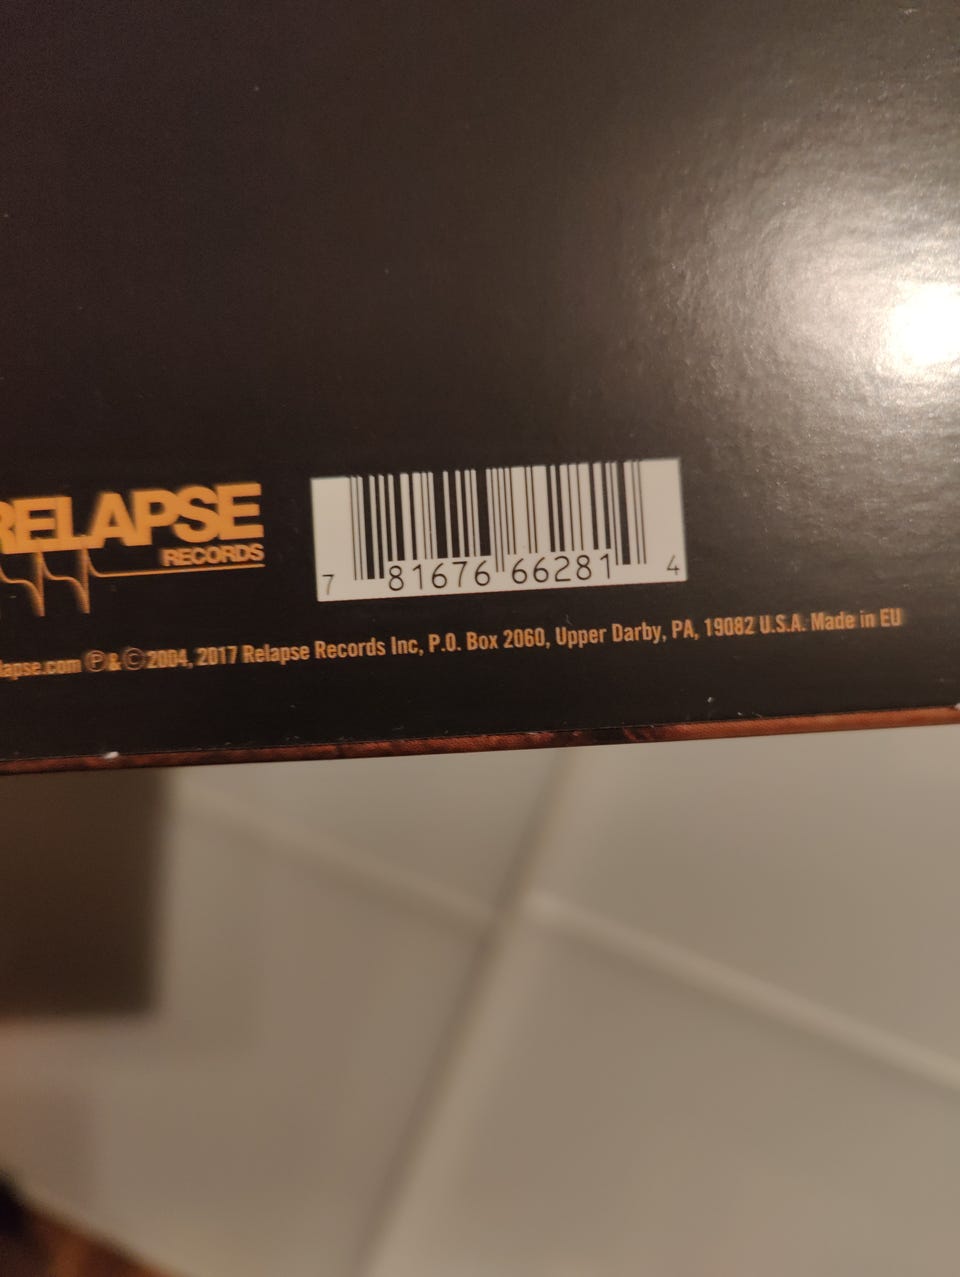 RELAPSE
RECORDS
7 81676 66281 4
lapse.com Ⓟ & © 2004, 2017 Relapse Records Inc, P.O. Box 2060, Upper Darby, PA, 19082 U.S.A. Made in EU